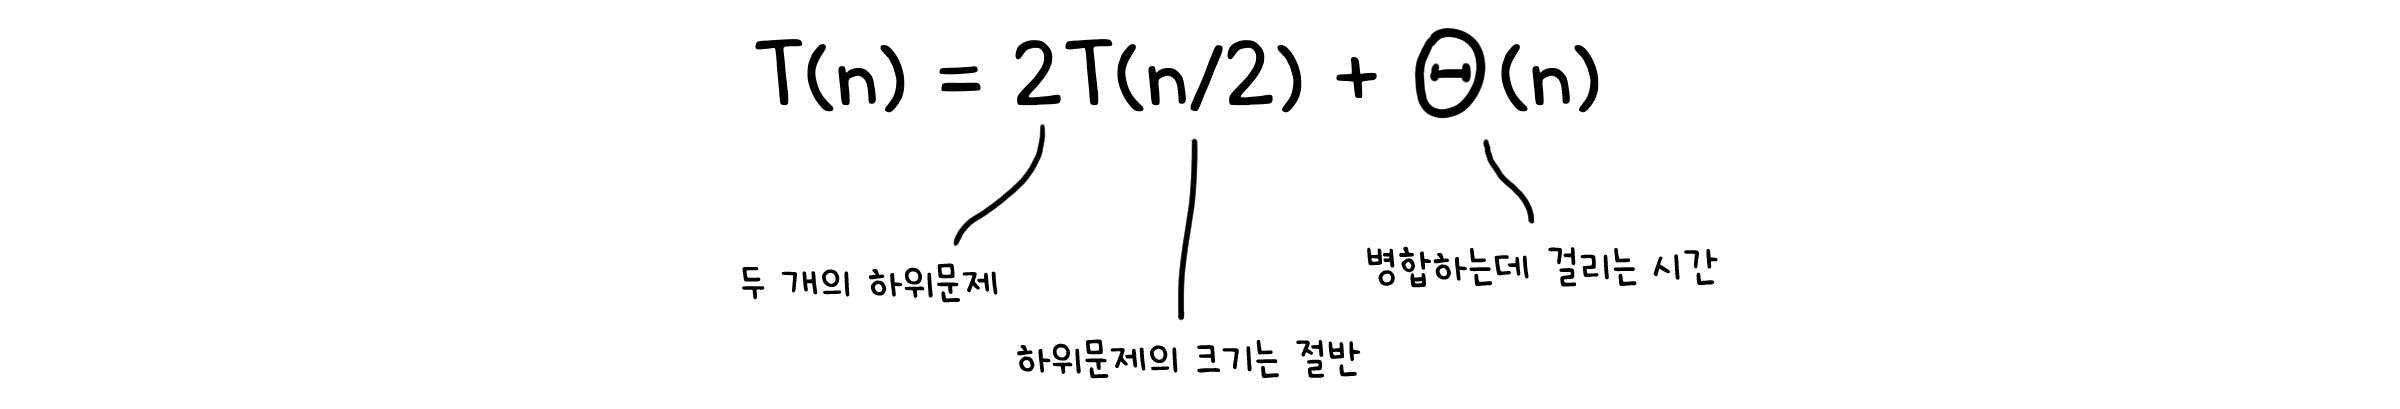 T(n) = 2T(n/2) + Θ(n)
두 개의 하위문제
병합하는데 걸리는 시간
하위문제의 크기는 절반